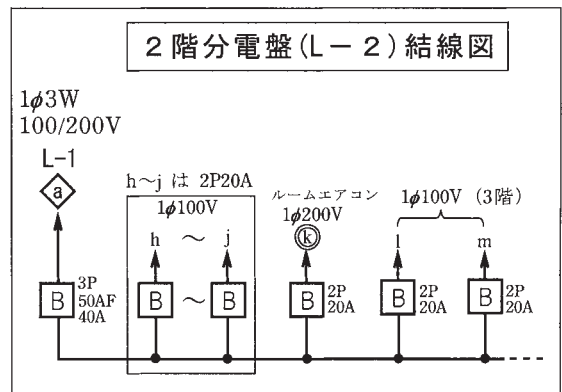 2階分電盤(L－2)結線図
1φ3W
100/200V
L-1
a
h～j は 2P20A
1φ100V
h ～ j
ルームエアコン
1φ200V
k
1φ100V (3階)
l m
B 3P
50AF
40A
B ～ B
B 2P
20A
B 2P
20A
B 2P
20A